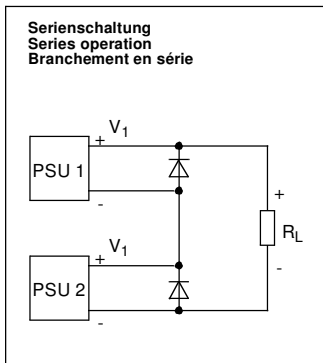 Serienschaltung
Series operation
Branchement en série
+ V1
PSU 1
-
+
RL
-
+ V1
PSU 2
-